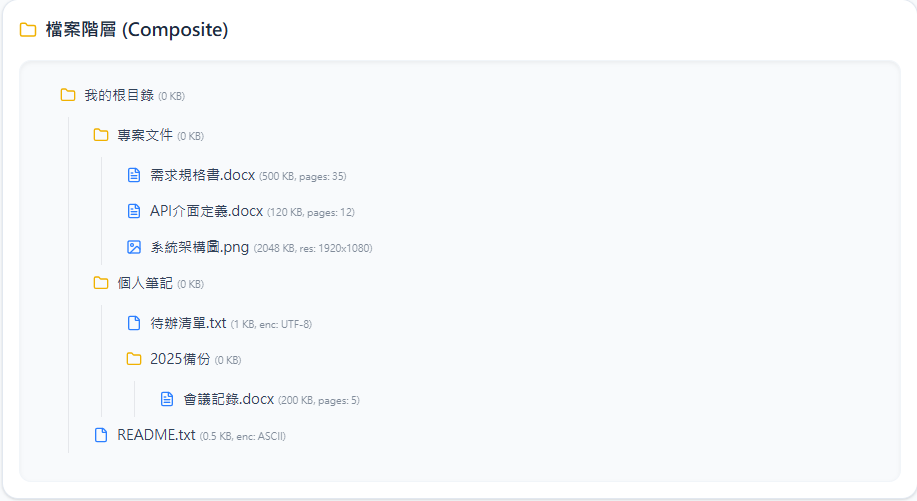 檔案階層 (Composite)
我的根目錄 (0 KB)
專案文件 (0 KB)
需求規格書.docx (500 KB, pages: 35)
API介面定義.docx (120 KB, pages: 12)
系統架構圖.png (2048 KB, res: 1920x1080)
個人筆記 (0 KB)
待辦清單.txt (1 KB, enc: UTF-8)
2025備份 (0 KB)
會議記錄.docx (200 KB, pages: 5)
README.txt (0.5 KB, enc: ASCII)